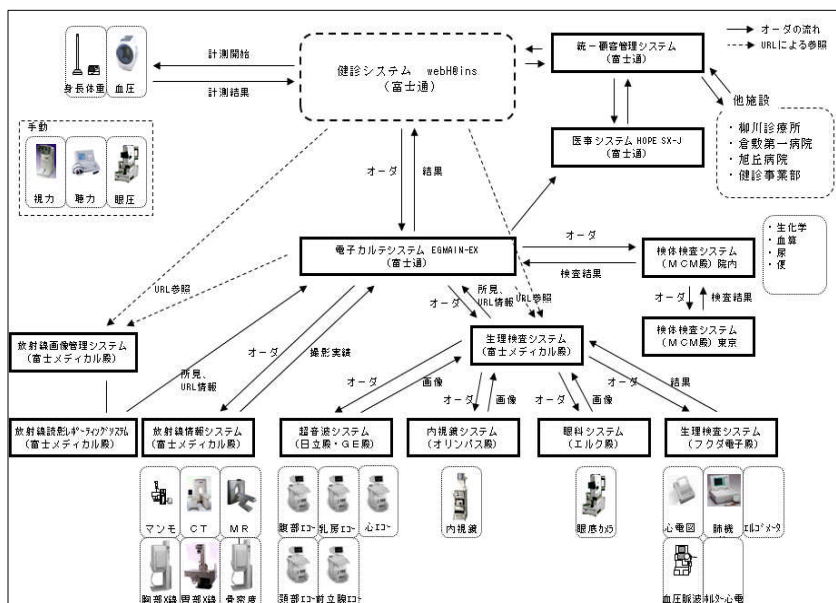 オーダの流れ
URLによる参照
健診システム webH@ins
(富士通)
統一顧客管理システム
(富士通)
計測開始
計測結果
身長体重
血圧
他施設
・柳川診療所
・倉敷第一病院
・旭丘病院
・健診事業部
手動
視力
聴力
眼圧
医事システムHOPE SX-J
(富士通)
オーダ
結果
電子カルテシステム EGMAIN-EX
(富士通)
オーダ
検査結果
検体検査システム
(MCM殿)院内
・生化学
・血算
・尿
・便
URL参照
所見、
URL情報
オーダ
URL参照
オーダ
検査結果
検体検査システム
(MCM殿)東京
放射線画像管理システム
(富士メディカル殿)
生理検査システム
(富士メディカル殿)
オーダ
撮影実績
所見、
URL情報
オーダ
画像
オーダ
画像
オーダ
画像
オーダ
結果
放射線読影レポーティングシステム
(富士メディカル殿)
放射線情報システム
(富士メディカル殿)
超音波システム
(日立殿・GE殿)
内視鏡システム
(オリンパス殿)
眼科システム
(エルク殿)
生理検査システム
(フクダ電子殿)
マンモ
CT
MR
腹部エコー
乳房エコー
心エコー
内視鏡
眼底カメラ
心電図
肺機
エルゴメータ
胸部X線
胃部X線
骨密度
頚部エコー
前立腺エコー
血圧脈波
ホルター心電